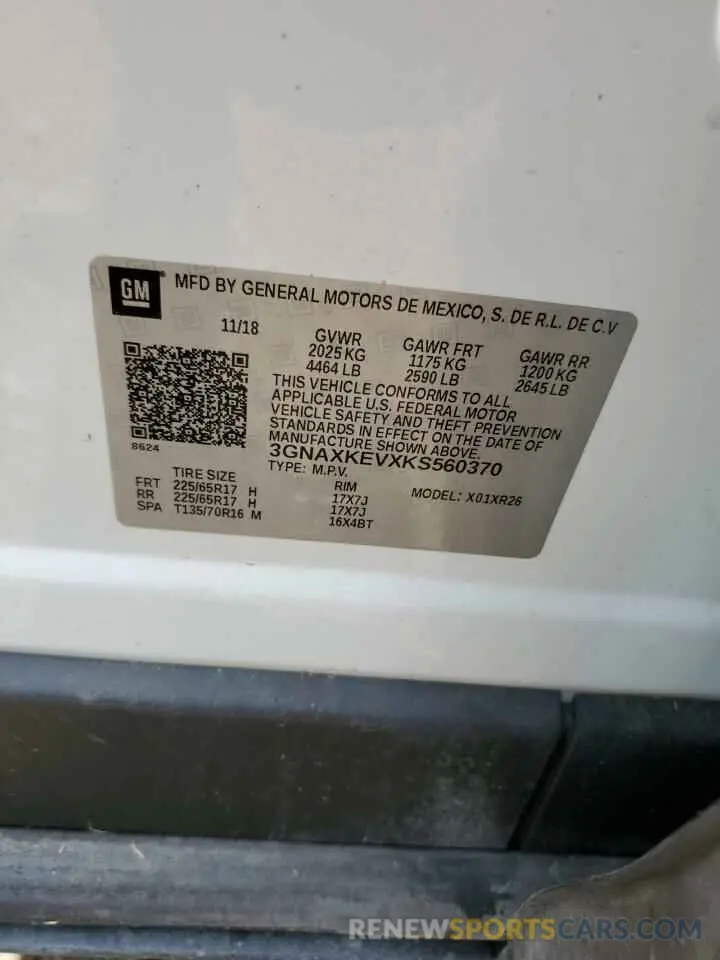 GM
MFD BY GENERAL MOTORS DE MEXICO, S. DE R.L. DE C.V
11/18
GVWR
2025 KG
4464 LB
GAWR FRT
1175 KG
2590 LB
GAWR RR
1200 KG
2645 LB
THIS VEHICLE CONFORMS TO ALL
APPLICABLE U.S. FEDERAL MOTOR
VEHICLE SAFETY AND THEFT PREVENTION
STANDARDS IN EFFECT ON THE DATE OF
MANUFACTURE SHOWN ABOVE.
8624
3GNAXKEVXKS560370
TYPE: M.P.V.
MODEL: X01XR26
TIRE SIZE
RIM
FRT 225/65R17 H 17X7J
RR 225/65R17 H 17X7J
SPA T135/70R16 M 16X4BT
RENEWSPORTSCARS.COM